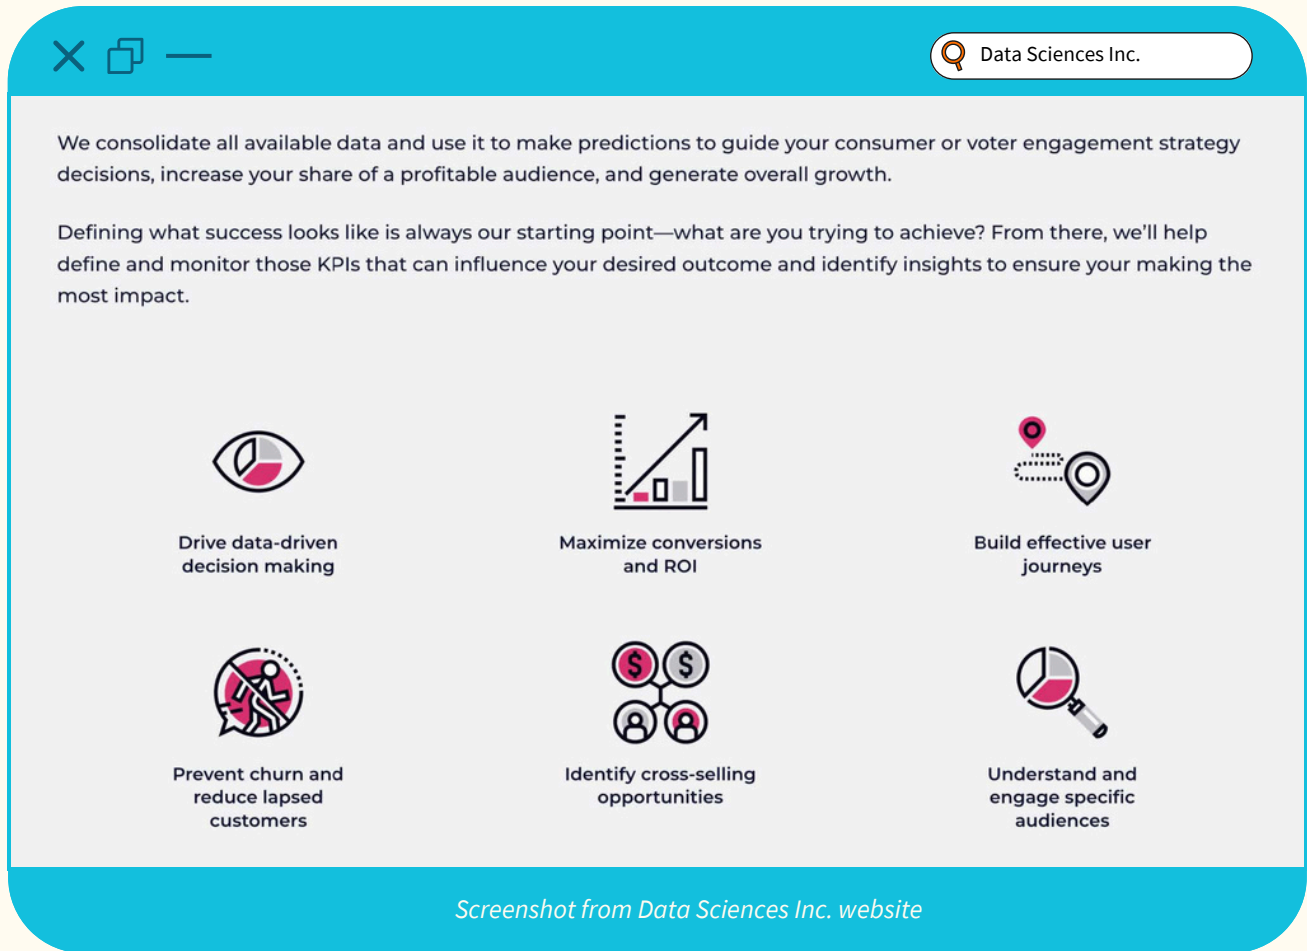 Data Sciences Inc.
We consolidate all available data and use it to make predictions to guide your consumer or voter engagement strategy
decisions, increase your share of a profitable audience, and generate overall growth.
Defining what success looks like is always our starting point—what are you trying to achieve? From there, we'll help
define and monitor those KPIs that can influence your desired outcome and identify insights to ensure your making the
most impact.
Drive data-driven
decision making
Maximize conversions
and ROI
Build effective user
journeys
$ $
Prevent churn and
reduce lapsed
customers
Identify cross-selling
opportunities
Understand and
engage specific
audiences
Screenshot from Data Sciences Inc. website